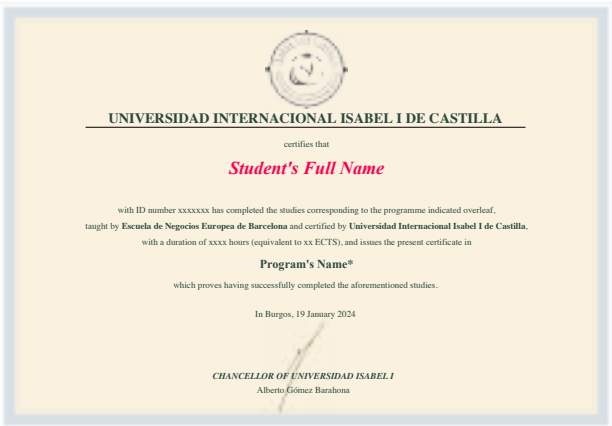 UNIVERSIDAD INTERNACIONAL ISABEL I DE CASTILLA
certifies that
Student's Full Name
with ID number xxxxxxx has completed the studies corresponding to the programme indicated overleaf,
taught by Escuela de Negocios Europea de Barcelona and certified by Universidad Internacional Isabel I de Castilla,
with a duration of xxxx hours (equivalent to xx ECTS), and issues the present certificate in
Program's Name*
which proves having successfully completed the aforementioned studies.
In Burgos, 19 January 2024
CHANCELLOR OF UNIVERSIDAD ISABEL I
Alberto Gómez Barahona